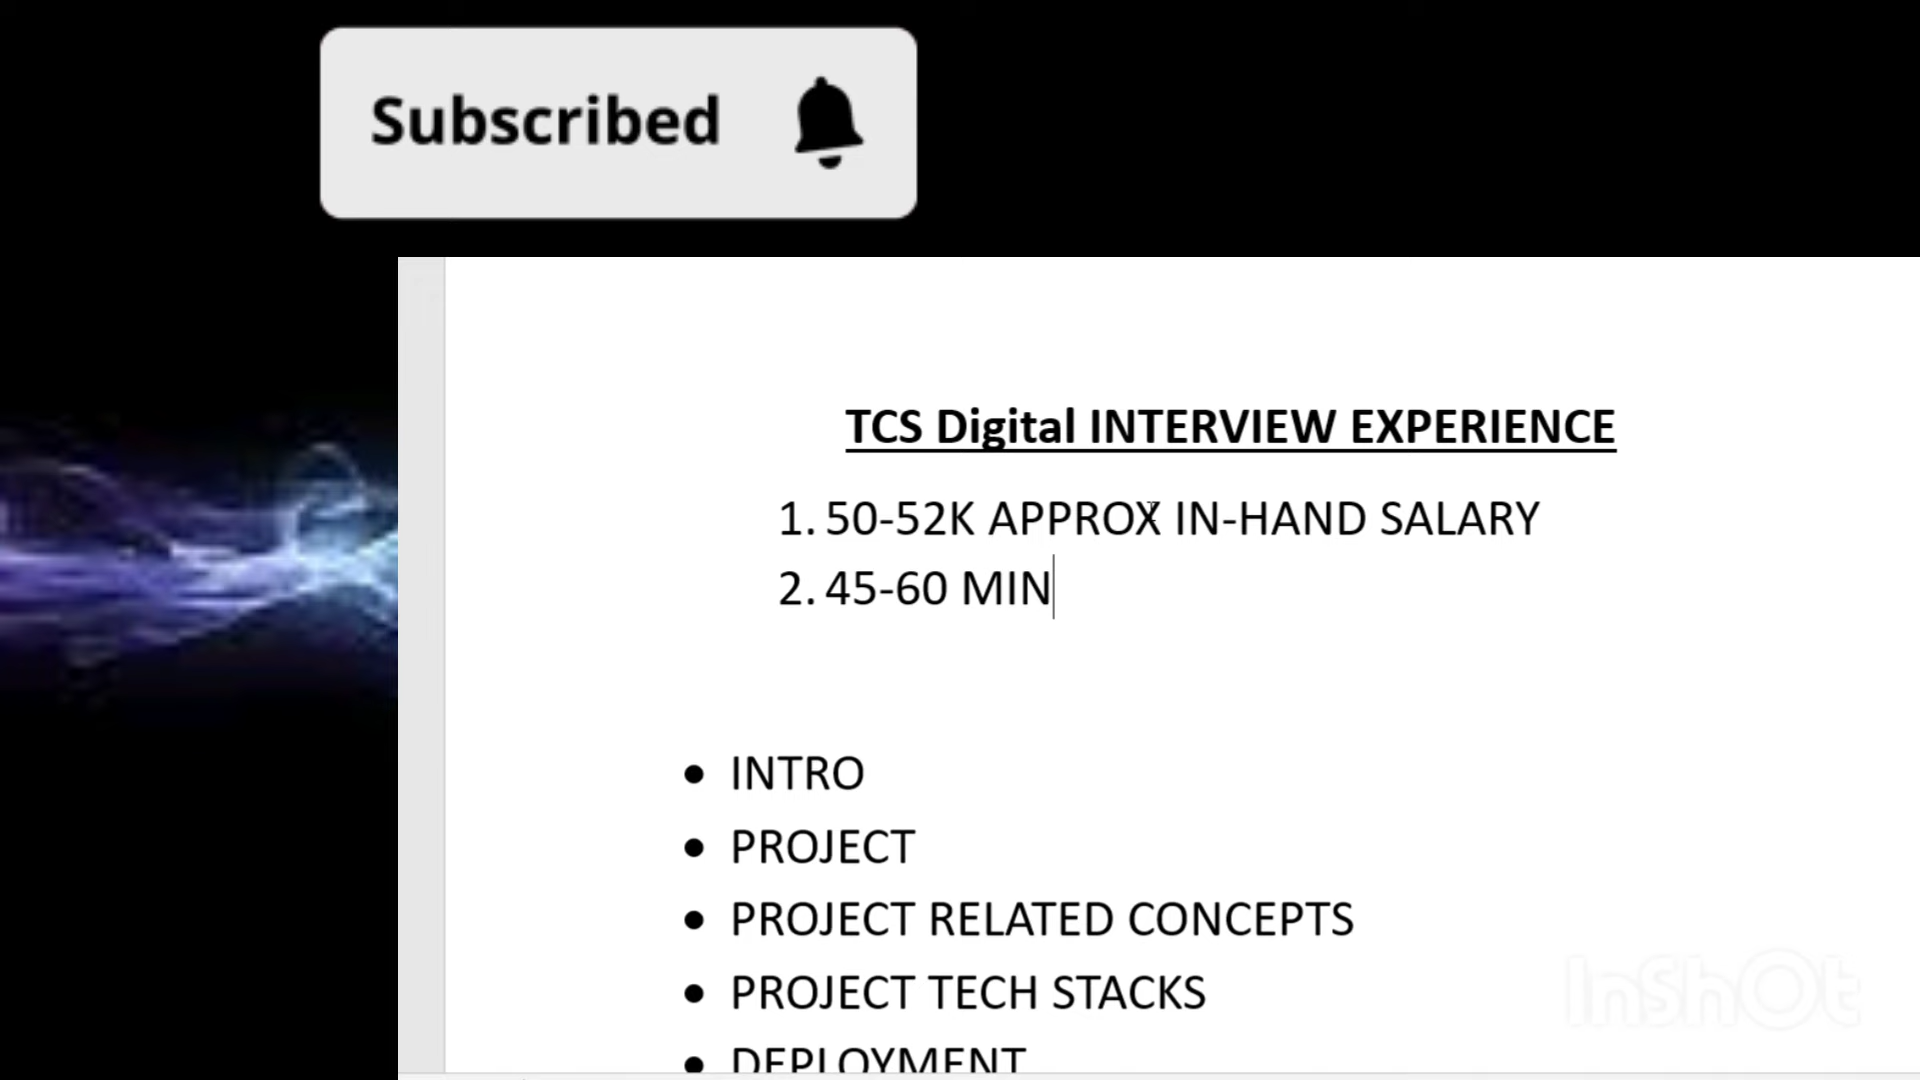 Subscribed
TCS Digital INTERVIEW EXPERIENCE
1. 50-52K APPROX IN-HAND SALARY
2. 45-60 MIN
• INTRO
• PROJECT
• PROJECT RELATED CONCEPTS
• PROJECT TECH STACKS
• DEPLOYMENT
InShOt